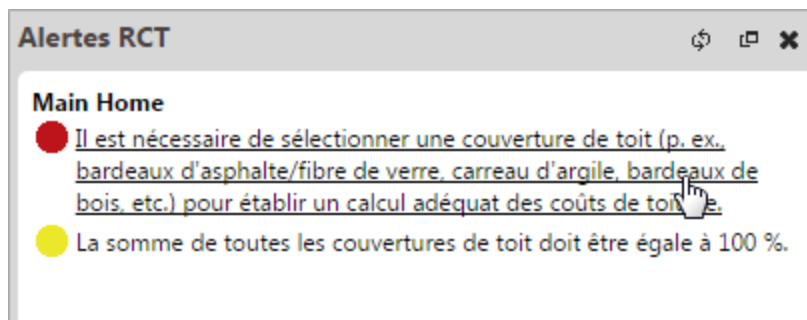 Alertes RCT
Main Home
Il est nécessaire de sélectionner une couverture de toit (p. ex.,
bardeaux d'asphalte/fibre de verre, carreau d'argile, bardeaux de
bois, etc.) pour établir un calcul adéquat des coûts de
La somme de toutes les couvertures de toit doit être égale à 100 %.